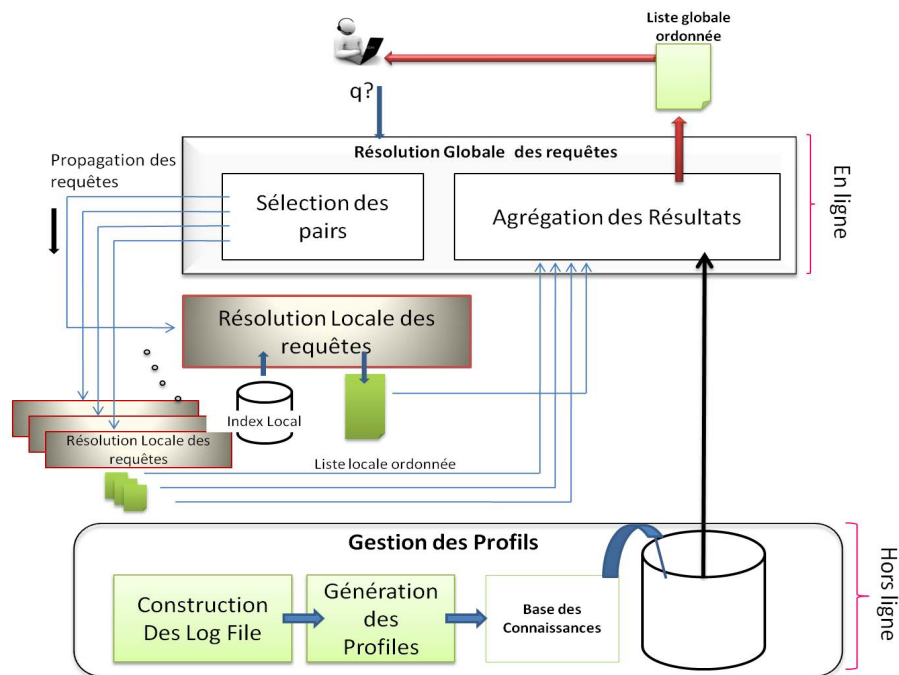 Liste globale
ordonnée
q?
Propagation des
requêtes
Résolution Globale des requêtes
Sélection des
pairs
Agrégation des Résultats
En ligne
Résolution Locale des
requêtes
Index Local
Résolution Locale des
requêtes
Liste locale ordonnée
Gestion des Profils
Construction
Des Log File
Génération
des
Profiles
Base des
Connaissances
Hors ligne